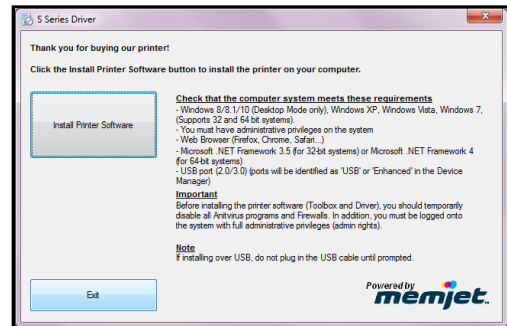 S Series Driver
Thank you for buying our printer!
Click the Install Printer Software button to install the printer on your computer.
Install Printer Software
Check that the computer system meets these requirements
- Windows 8/8.1/10 (Desktop Mode only), Windows XP, Windows Vista, Windows 7,
(Supports 32 and 64 bit systems).
- You must have administrative privileges on the system
- Web Browser (Firefox, Chrome, Safari...)
- Microsoft .NET Framework 3.5 (for 32-bit systems) or Microsoft .NET Framework 4
(for 64-bit systems)
- USB port (2.0/3.0) (ports will be identified as 'USB' or 'Enhanced' in the Device
Manager)
Important
Before installing the printer software (Toolbox and Driver), you should temporarily
disable all Anitvirus programs and Firewalls. In addition, you must be logged onto
the system with full administrative privileges (admin rights).
Note
If installing over USB, do not plug in the USB cable until prompted.
Exit
Powered by
memjet